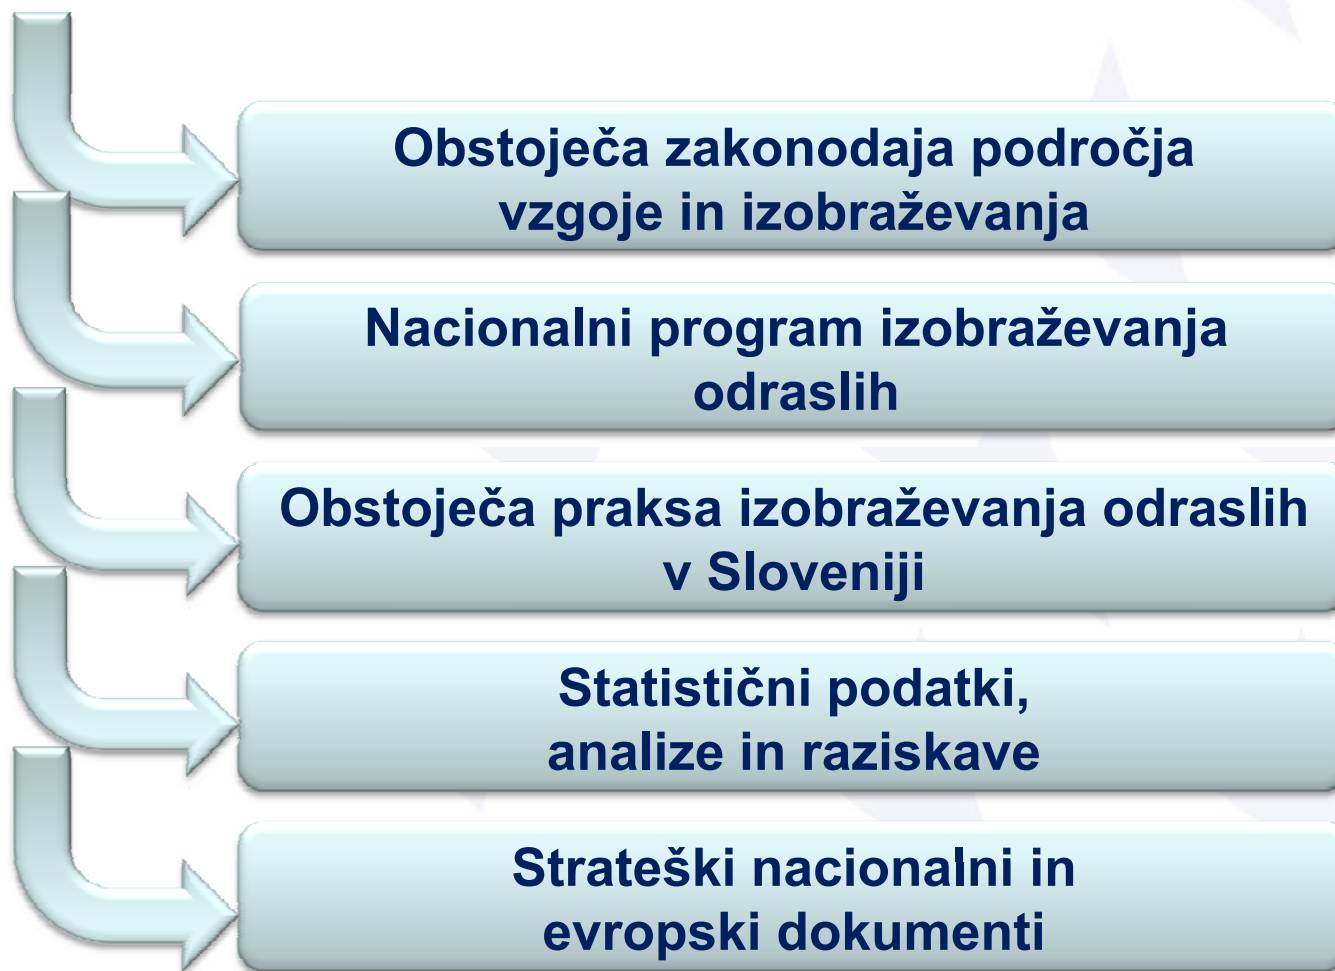 Obstoječa zakonodaja področja
vzgoje in izobraževanja
Nacionalni program izobraževanja
odraslih
Obstoječa praksa izobraževanja odraslih
v Sloveniji
Statistični podatki,
analize in raziskave
Strateški nacionalni in
evropski dokumenti